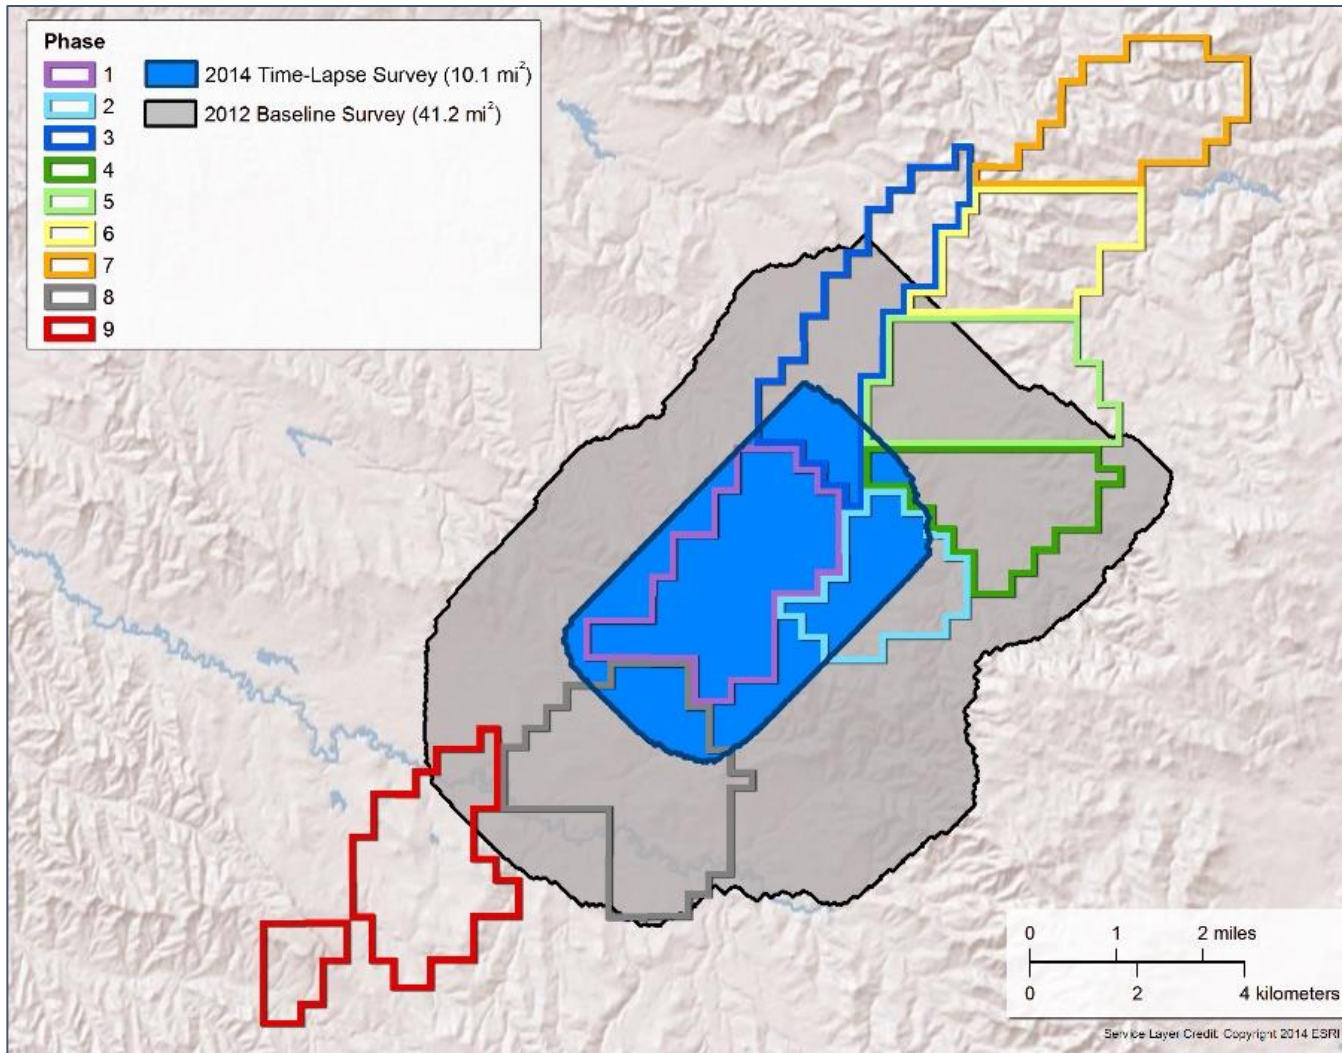 Phase
1
2
3
4
5
6
7
8
9
2014 Time-Lapse Survey (10.1 mi²)
2012 Baseline Survey (41.2 mi²)
0 1 2 miles
0 2 4 kilometers
Service Layer Credit: Copyright 2014 ESRI